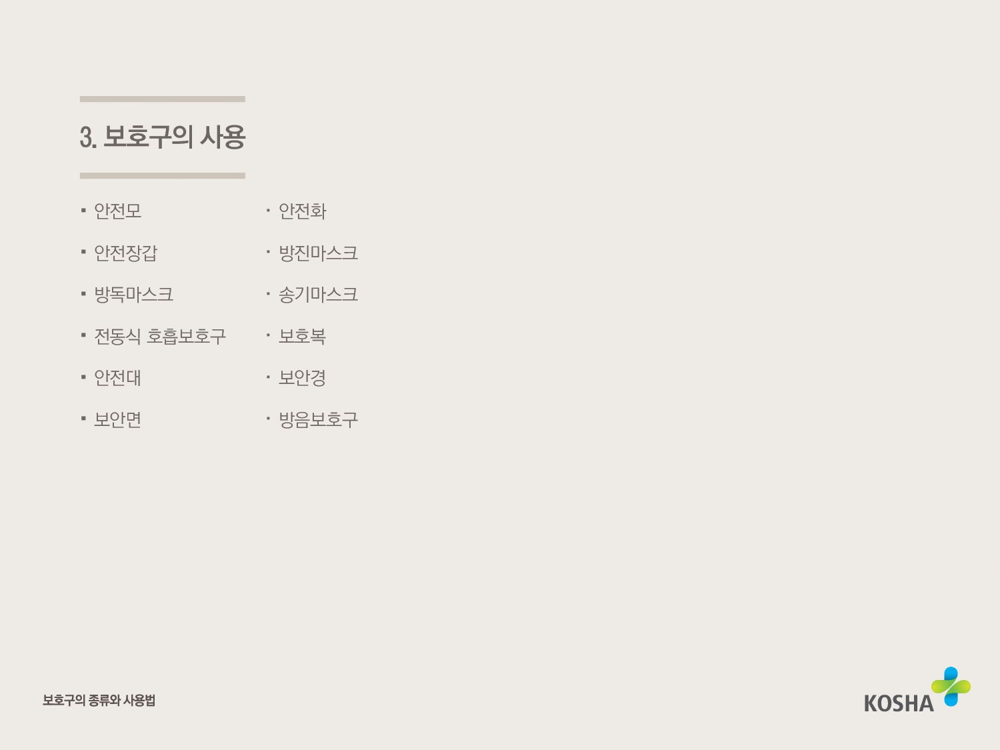 3. 보호구의 사용
▪ 안전모
▪ 안전장갑
▪ 방독마스크
▪ 전동식 호흡보호구
▪ 안전대
▪ 보안면
· 안전화
· 방진마스크
· 송기마스크
· 보호복
· 보안경
· 방음보호구
보호구의 종류와 사용법
KOSHA